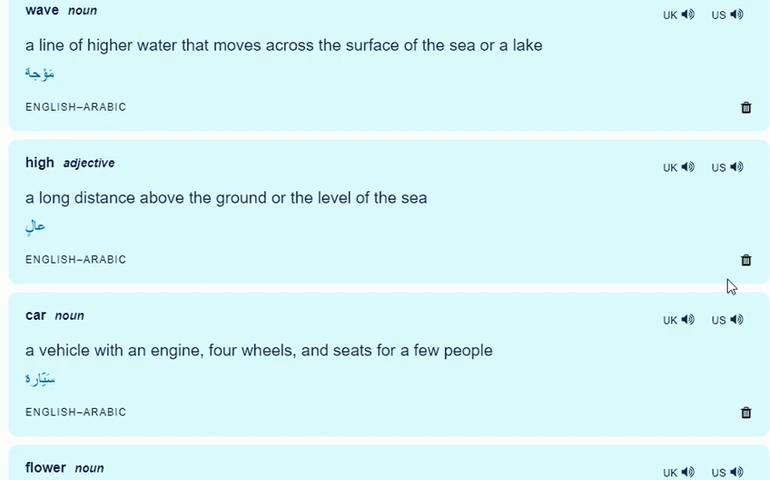 wave noun UK US
a line of higher water that moves across the surface of the sea or a lake
مَوْجة
ENGLISH–ARABIC
high adjective UK US
a long distance above the ground or the level of the sea
عالٍ
ENGLISH–ARABIC
car noun UK US
a vehicle with an engine, four wheels, and seats for a few people
سَيّارة
ENGLISH–ARABIC
flower noun UK US